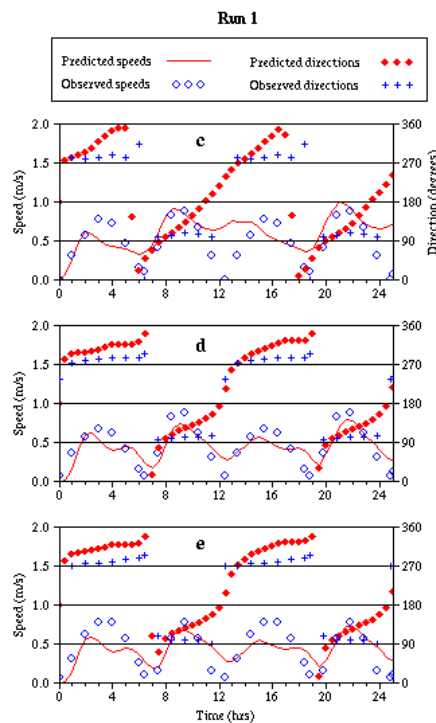 Run 1
Predicted speeds Predicted directions
Observed speeds Observed directions
c
2.0 360
1.5 270
1.0 180
0.5 90
0.0 0
Speed (m/s)
Direction (degrees)
0 4 8 12 16 20 24
d
2.0 360
1.5 270
1.0 180
0.5 90
0.0 0
Speed (m/s)
0 4 8 12 16 20 24
e
2.0 360
1.5 270
1.0 180
0.5 90
0.0 0
Speed (m/s)
0 4 8 12 16 20 24
Time (hrs)